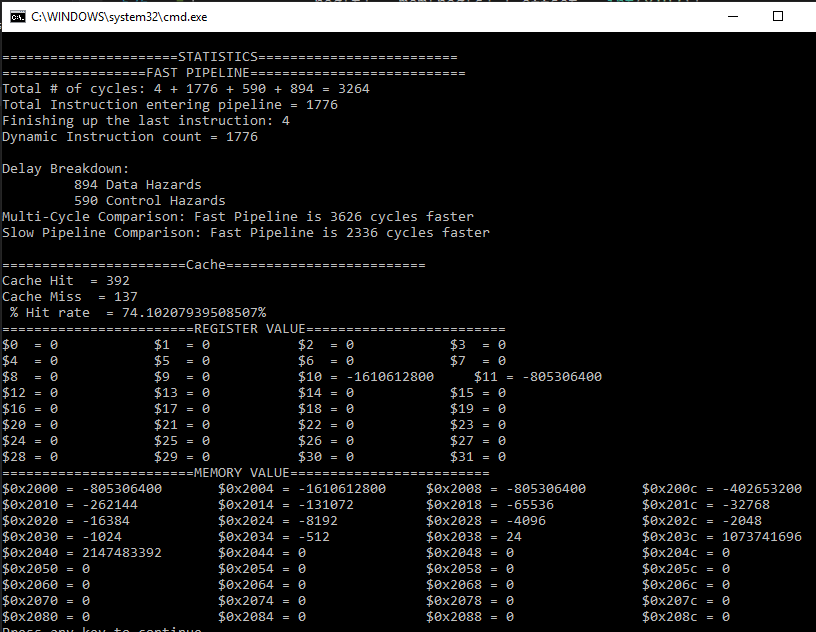 C:\WINDOWS\system32\cmd.exe
======================STATISTICS=========================
==================FAST PIPELINE===========================
Total # of cycles: 4 + 1776 + 590 + 894 = 3264
Total Instruction entering pipeline = 1776
Finishing up the last instruction: 4
Dynamic Instruction count = 1776
Delay Breakdown:
894 Data Hazards
590 Control Hazards
Multi-Cycle Comparison: Fast Pipeline is 3626 cycles faster
Slow Pipeline Comparison: Fast Pipeline is 2336 cycles faster
=======================Cache=========================
Cache Hit  = 392
Cache Miss  = 137
% Hit rate  = 74.10207939508507%
========================REGISTER VALUE=========================
$0  = 0 $1  = 0 $2  = 0 $3  = 0
$4  = 0 $5  = 0 $6  = 0 $7  = 0
$8  = 0 $9  = 0 $10 = -1610612800 $11 = -805306400
$12 = 0 $13 = 0 $14 = 0 $15 = 0
$16 = 0 $17 = 0 $18 = 0 $19 = 0
$20 = 0 $21 = 0 $22 = 0 $23 = 0
$24 = 0 $25 = 0 $26 = 0 $27 = 0
$28 = 0 $29 = 0 $30 = 0 $31 = 0
========================MEMORY VALUE=========================
$0x2000 = -805306400 $0x2004 = -1610612800 $0x2008 = -805306400 $0x200c = -402653200
$0x2010 = -262144 $0x2014 = -131072 $0x2018 = -65536 $0x201c = -32768
$0x2020 = -16384 $0x2024 = -8192 $0x2028 = -4096 $0x202c = -2048
$0x2030 = -1024 $0x2034 = -512 $0x2038 = 24 $0x203c = 1073741696
$0x2040 = 2147483392 $0x2044 = 0 $0x2048 = 0 $0x204c = 0
$0x2050 = 0 $0x2054 = 0 $0x2058 = 0 $0x205c = 0
$0x2060 = 0 $0x2064 = 0 $0x2068 = 0 $0x206c = 0
$0x2070 = 0 $0x2074 = 0 $0x2078 = 0 $0x207c = 0
$0x2080 = 0 $0x2084 = 0 $0x2088 = 0 $0x208c = 0
Press any key to continue